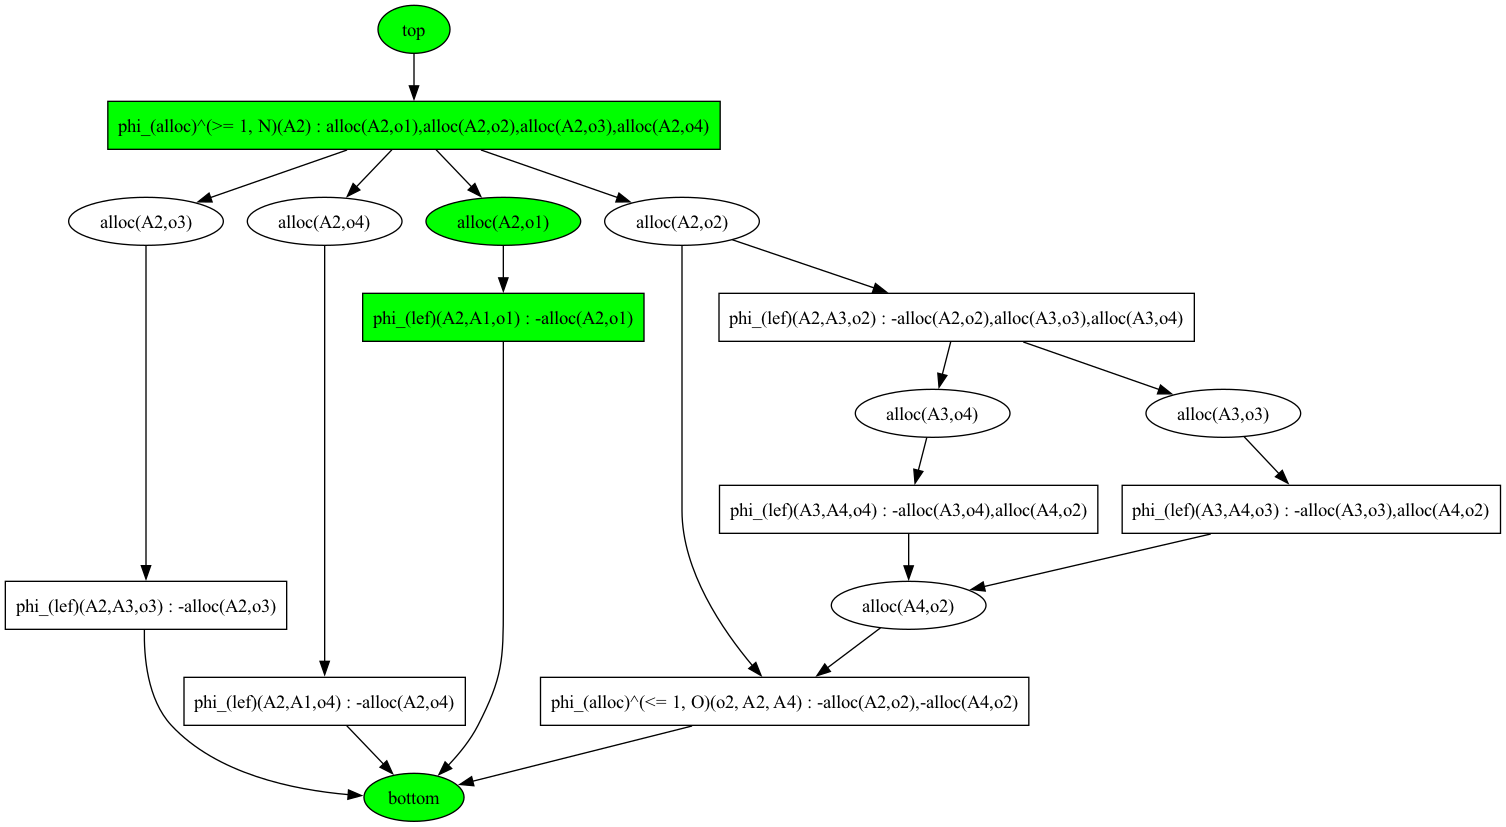 top
phi_(alloc)^(>= 1, N)(A2) : alloc(A2,o1),alloc(A2,o2),alloc(A2,o3),alloc(A2,o4)
alloc(A2,o3)
alloc(A2,o4)
alloc(A2,o1)
alloc(A2,o2)
phi_(lef)(A2,A1,o1) : -alloc(A2,o1)
phi_(lef)(A2,A3,o2) : -alloc(A2,o2),alloc(A3,o3),alloc(A3,o4)
alloc(A3,o4)
alloc(A3,o3)
phi_(lef)(A3,A4,o4) : -alloc(A3,o4),alloc(A4,o2)
phi_(lef)(A3,A4,o3) : -alloc(A3,o3),alloc(A4,o2)
phi_(lef)(A2,A3,o3) : -alloc(A2,o3)
alloc(A4,o2)
phi_(lef)(A2,A1,o4) : -alloc(A2,o4)
phi_(alloc)^(<= 1, O)(o2, A2, A4) : -alloc(A2,o2),-alloc(A4,o2)
bottom